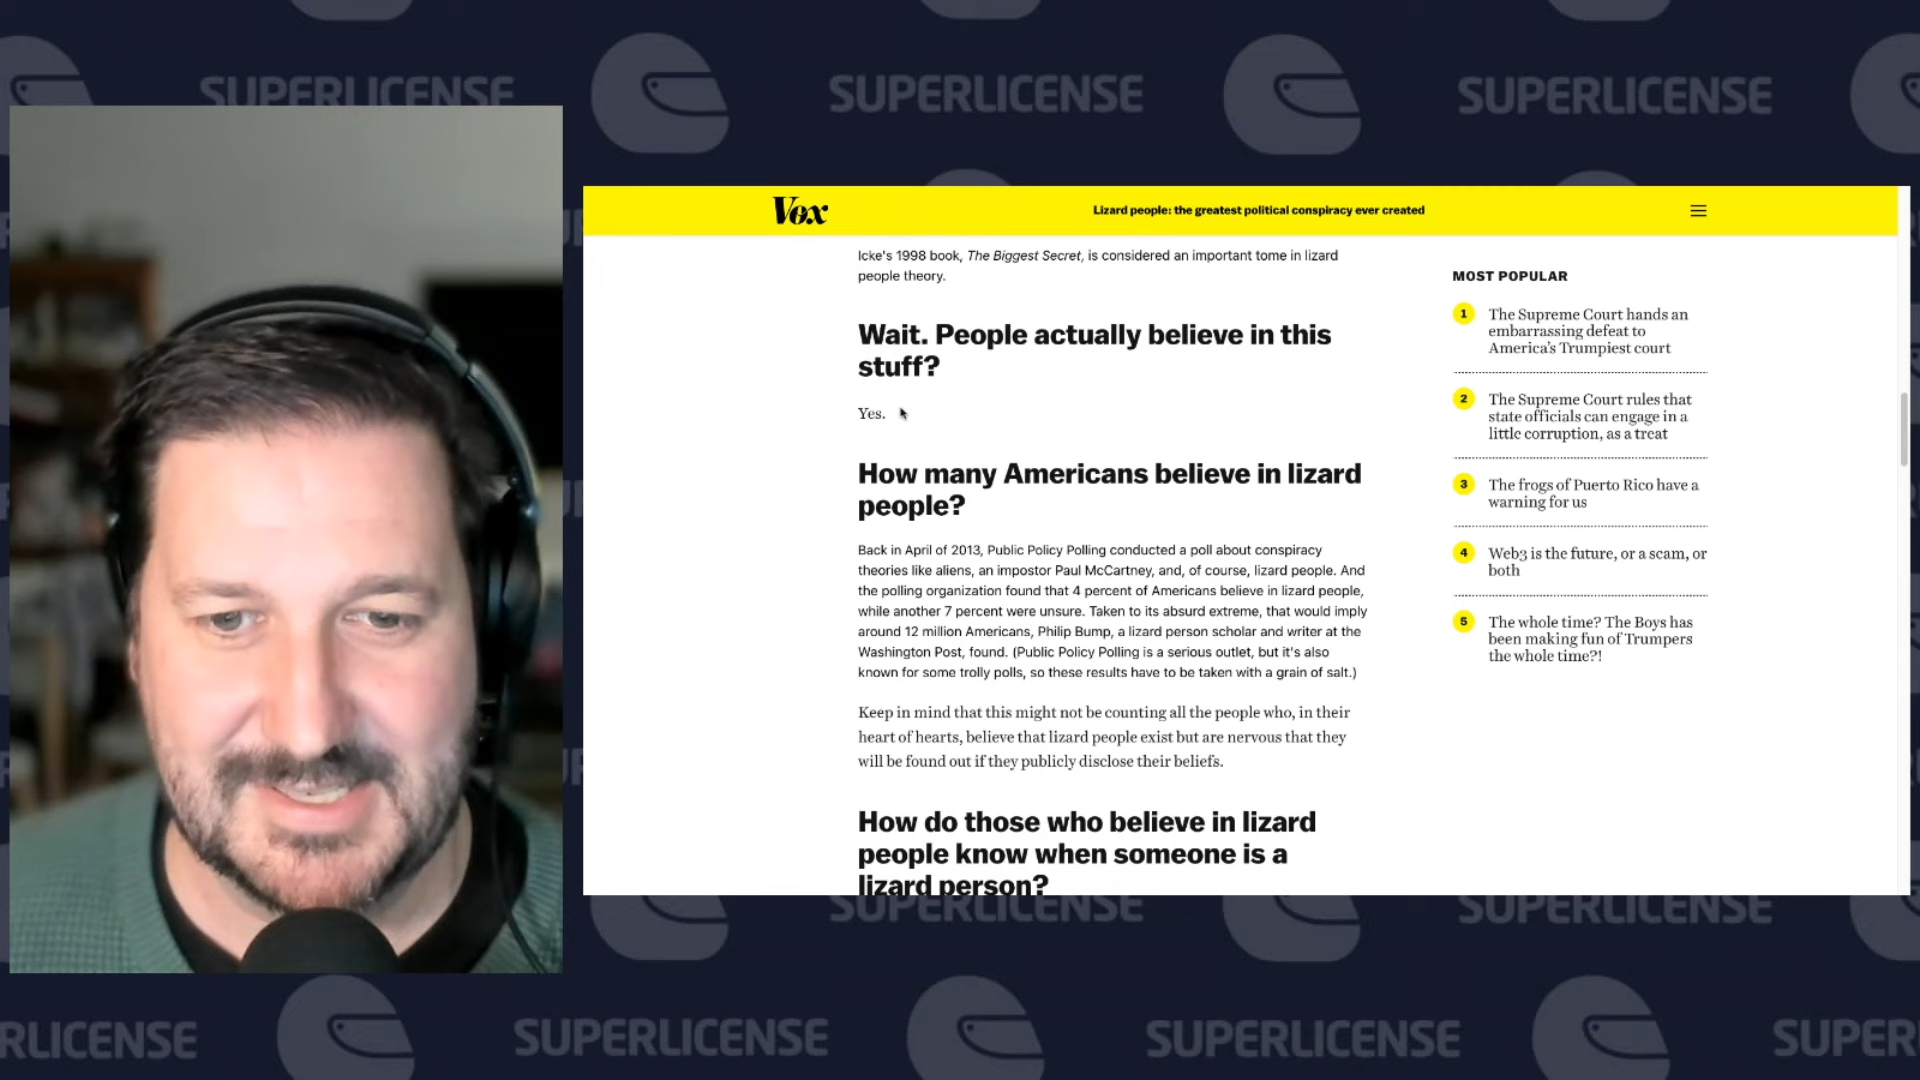 SUPERLICENSE
SUPERLICENSE
SUPERLICENSE
Vox
Lizard people: the greatest political conspiracy ever created
Icke's 1998 book, The Biggest Secret, is considered an important tome in lizard
people theory.
Wait. People actually believe in this
stuff?
Yes.
How many Americans believe in lizard
people?
Back in April of 2013, Public Policy Polling conducted a poll about conspiracy
theories like aliens, an impostor Paul McCartney, and, of course, lizard people. And
the polling organization found that 4 percent of Americans believe in lizard people,
while another 7 percent were unsure. Taken to its absurd extreme, that would imply
around 12 million Americans, Philip Bump, a lizard person scholar and writer at the
Washington Post, found. (Public Policy Polling is a serious outlet, but it's also
known for some trolly polls, so these results have to be taken with a grain of salt.)
Keep in mind that this might not be counting all the people who, in their
heart of hearts, believe that lizard people exist but are nervous that they
will be found out if they publicly disclose their beliefs.
How do those who believe in lizard
people know when someone is a
lizard person?
MOST POPULAR
1 The Supreme Court hands an
embarrassing defeat to
America's Trumpiest court
2 The Supreme Court rules that
state officials can engage in a
little corruption, as a treat
3 The frogs of Puerto Rico have a
warning for us
4 Web3 is the future, or a scam, or
both
5 The whole time? The Boys has
been making fun of Trumpers
the whole time?!
SUPERLICENSE
SUPERLICENSE
RLICENSE
SUPERLICENSE
SUPERLICENSE
SUPER